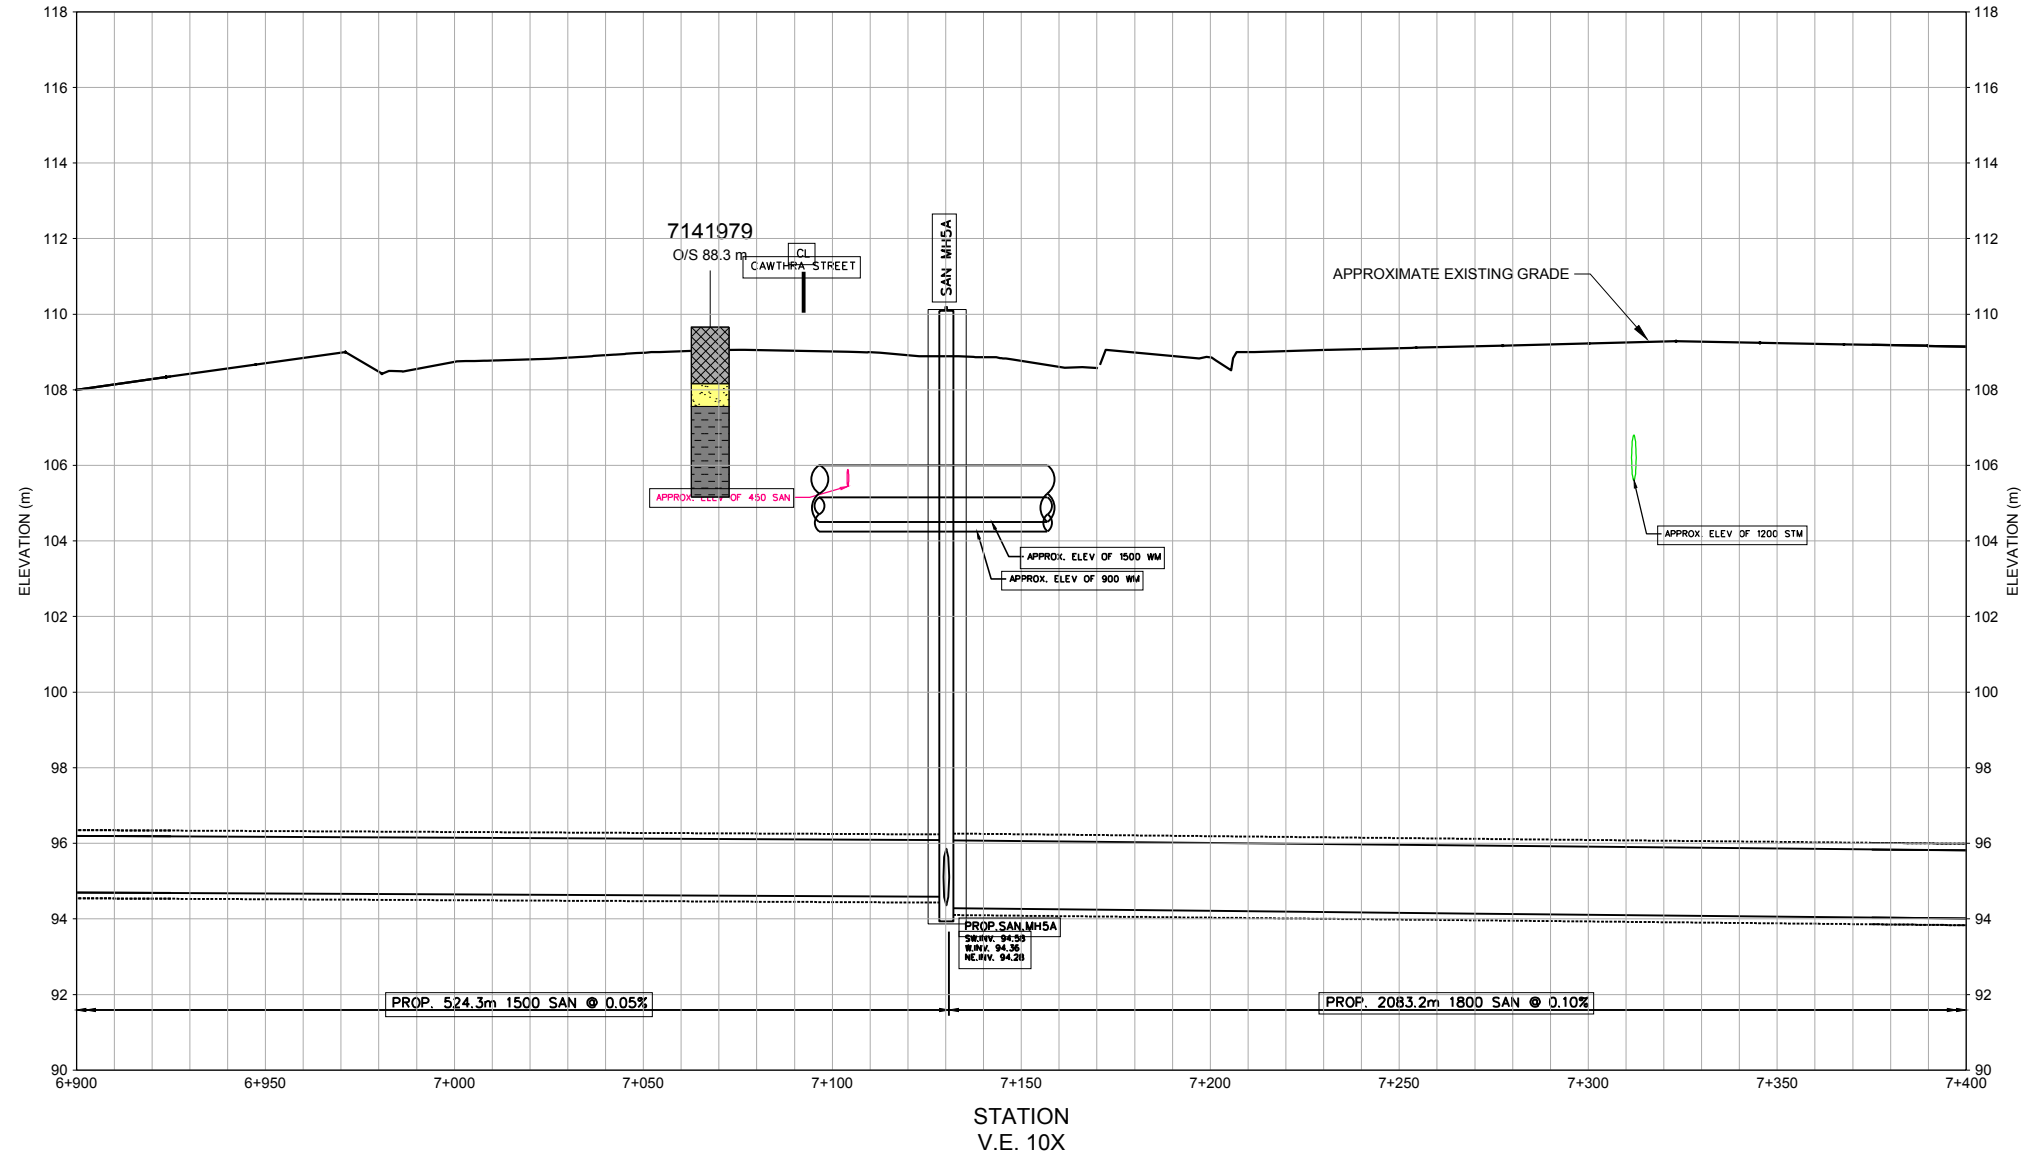 118
116
114
112
110
108
106
104
102
100
98
96
94
92
90
ELEVATION (m)
7141979
O/S 88.3 m
CL
CAWTHRA STREET
SAN MH5A
APPROXIMATE EXISTING GRADE
APPROX. ELEV OF 450 SAN
APPROX. ELEV OF 1500 WM
APPROX. ELEV OF 900 WM
APPROX. ELEV OF 1200 STM
PROP.SAN.MH5A
SW.INV. 94.58
W.INV. 94.36
NE.INV. 94.28
PROP. 524.3m 1500 SAN @ 0.05%
PROP. 2083.2m 1800 SAN @ 0.10%
118
116
114
112
110
108
106
104
102
100
98
96
94
92
90
ELEVATION (m)
6+900
6+950
7+000
7+050
7+100
7+150
7+200
7+250
7+300
7+350
7+400
STATION
V.E. 10X